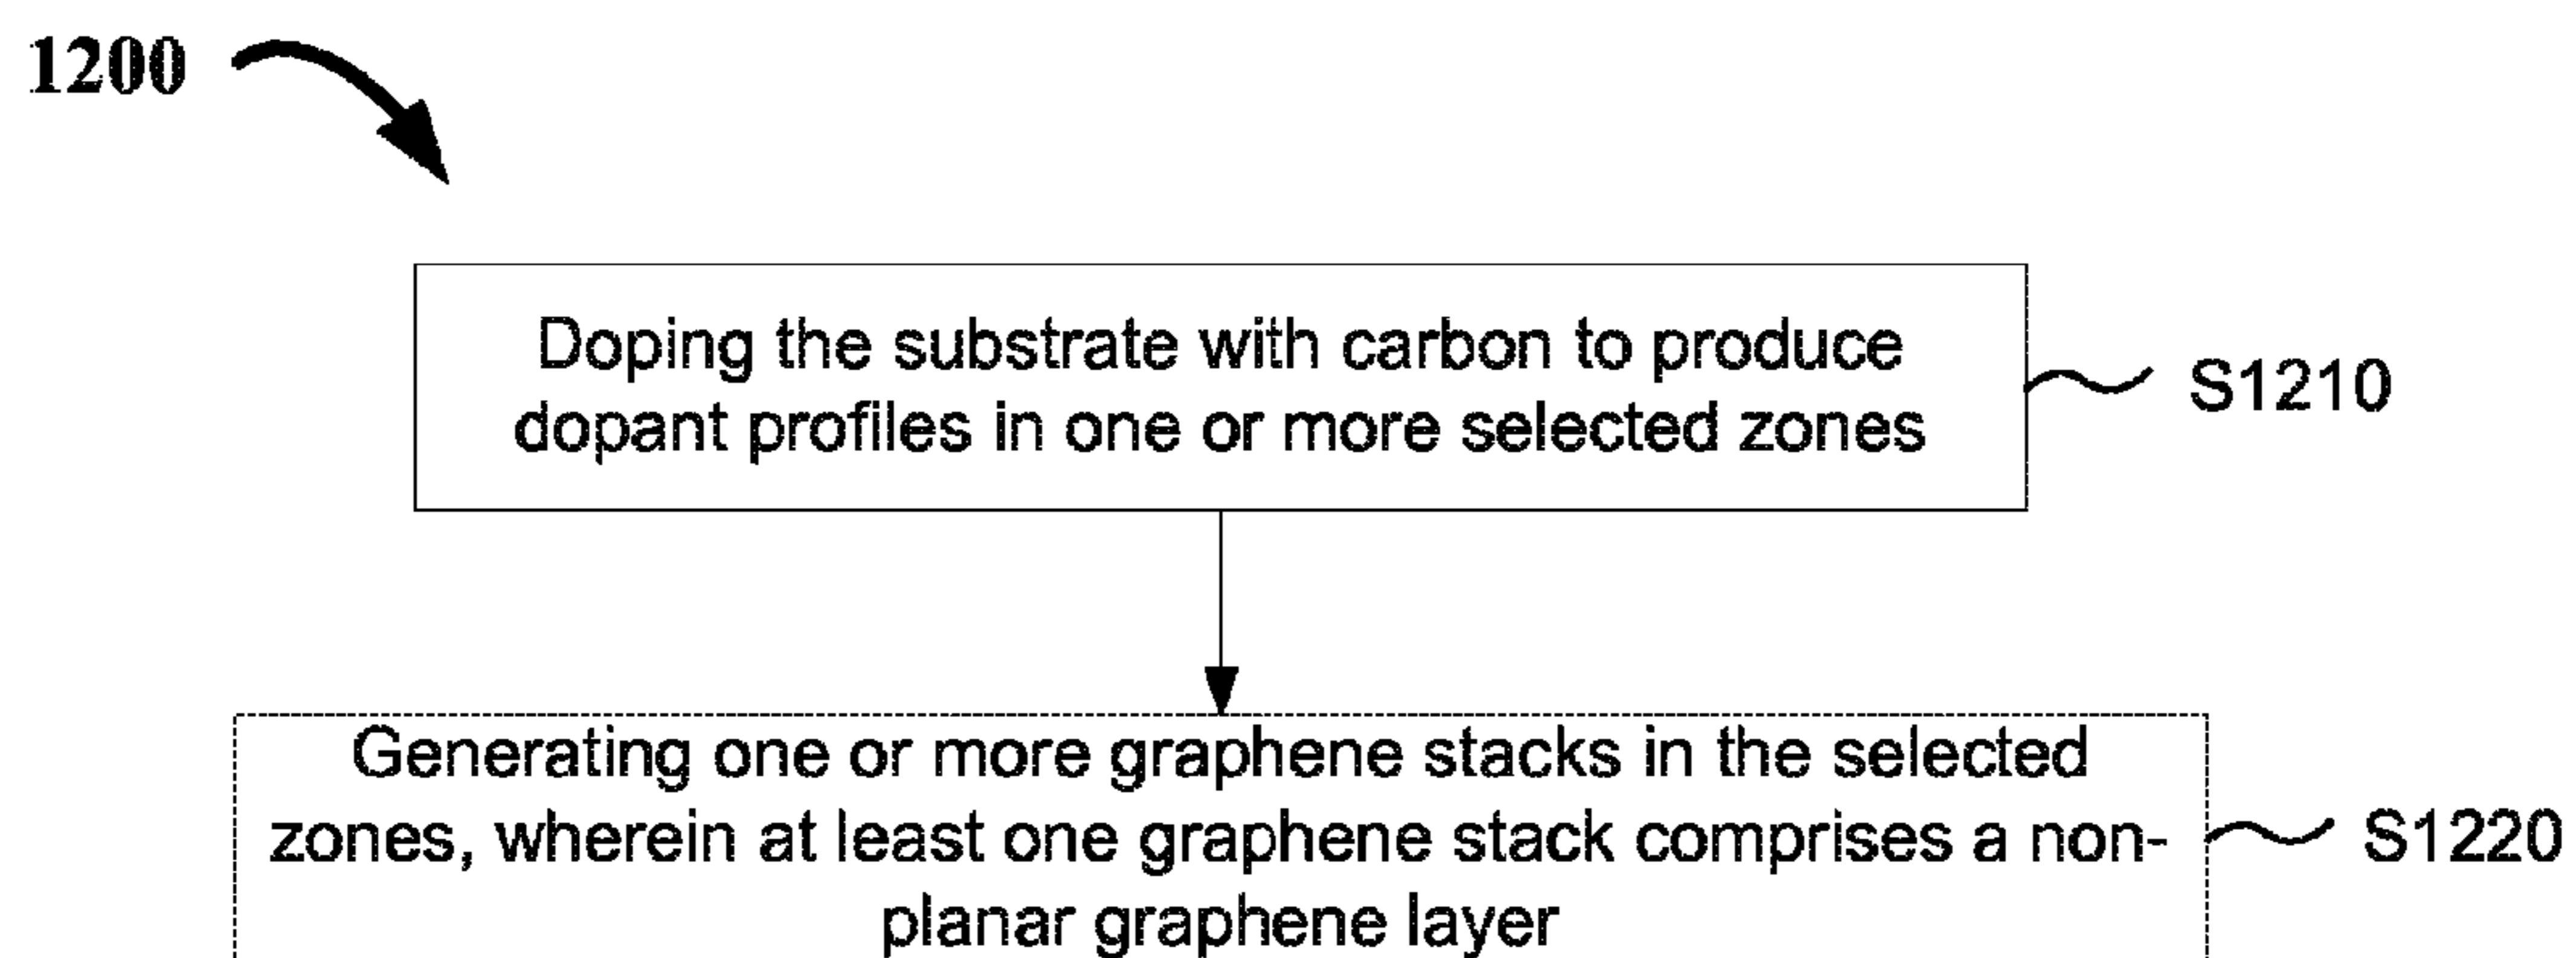 1200
Doping the substrate with carbon to produce
dopant profiles in one or more selected zones
S1210
Generating one or more graphene stacks in the selected
zones, wherein at least one graphene stack comprises a non-
planar graphene layer
S1220